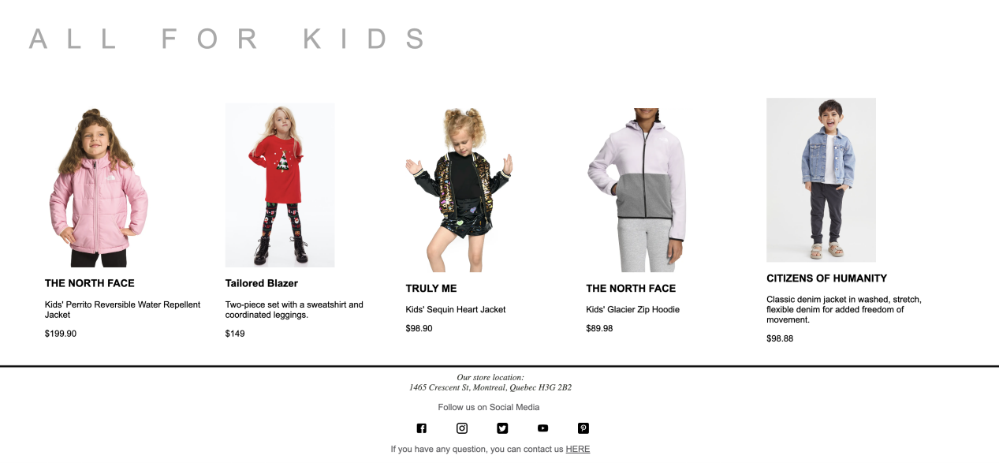 ALL FOR KIDS
THE NORTH FACE
Kids' Perrito Reversible Water Repellent
Jacket
$199.90
Tailored Blazer
Two-piece set with a sweatshirt and
coordinated leggings.
$149
TRULY ME
Kids' Sequin Heart Jacket
$98.90
THE NORTH FACE
Kids' Glacier Zip Hoodie
$89.98
CITIZENS OF HUMANITY
Classic denim jacket in washed, stretch,
flexible denim for added freedom of
movement.
$98.88
Our store location:
1465 Crescent St, Montreal, Quebec H3G 2B2
Follow us on Social Media
If you have any question, you can contact us HERE